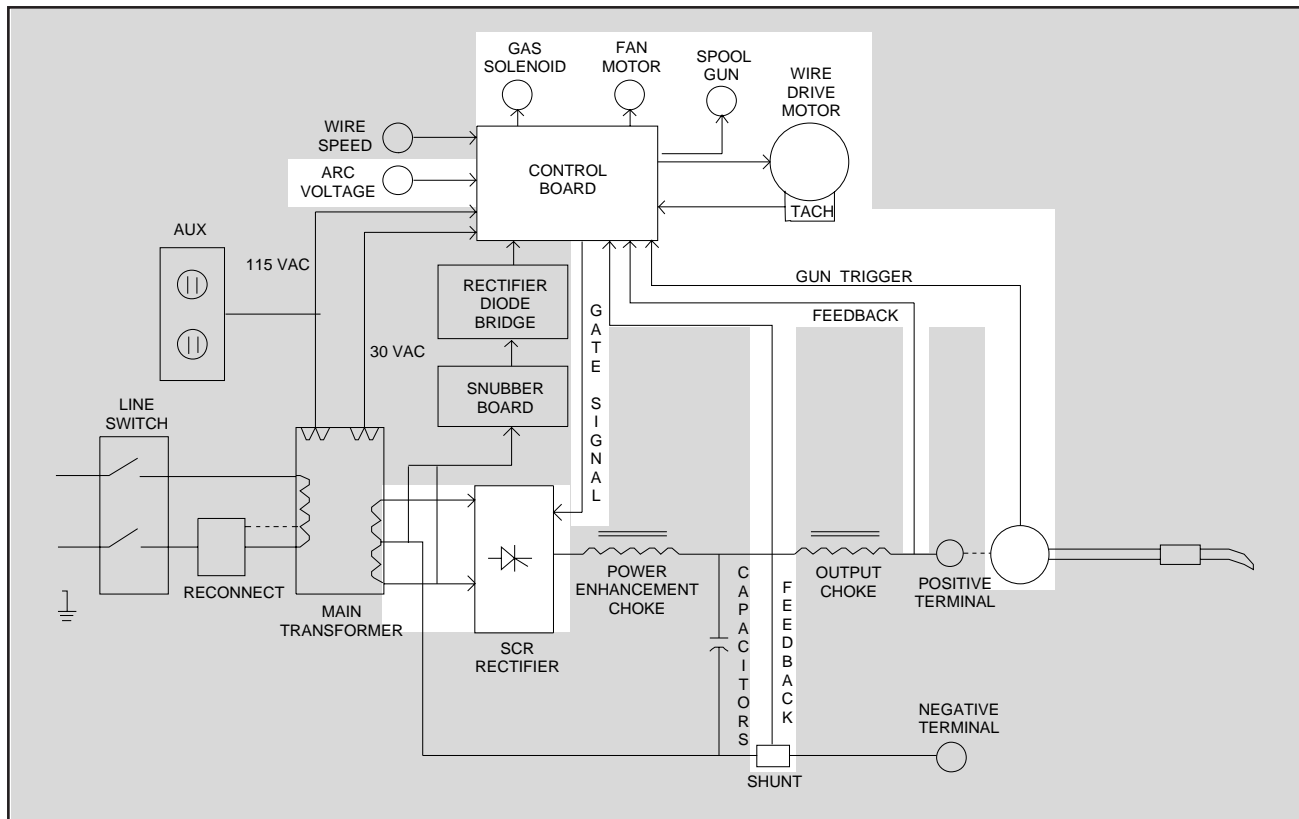 GAS
SOLENOID
FAN
MOTOR
SPOOL
GUN
WIRE
DRIVE
MOTOR
WIRE
SPEED
ARC
VOLTAGE
CONTROL
BOARD
TACH
AUX
115 VAC
RECTIFIER
DIODE
BRIDGE
GATE SIGNAL
GUN TRIGGER
FEEDBACK
30 VAC
SNUBBER
BOARD
LINE
SWITCH
RECONNECT
MAIN
TRANSFORMER
SCR
RECTIFIER
POWER
ENHANCEMENT
CHOKE
CAPACITORS
FEEDBACK
OUTPUT
CHOKE
POSITIVE
TERMINAL
NEGATIVE
TERMINAL
SHUNT